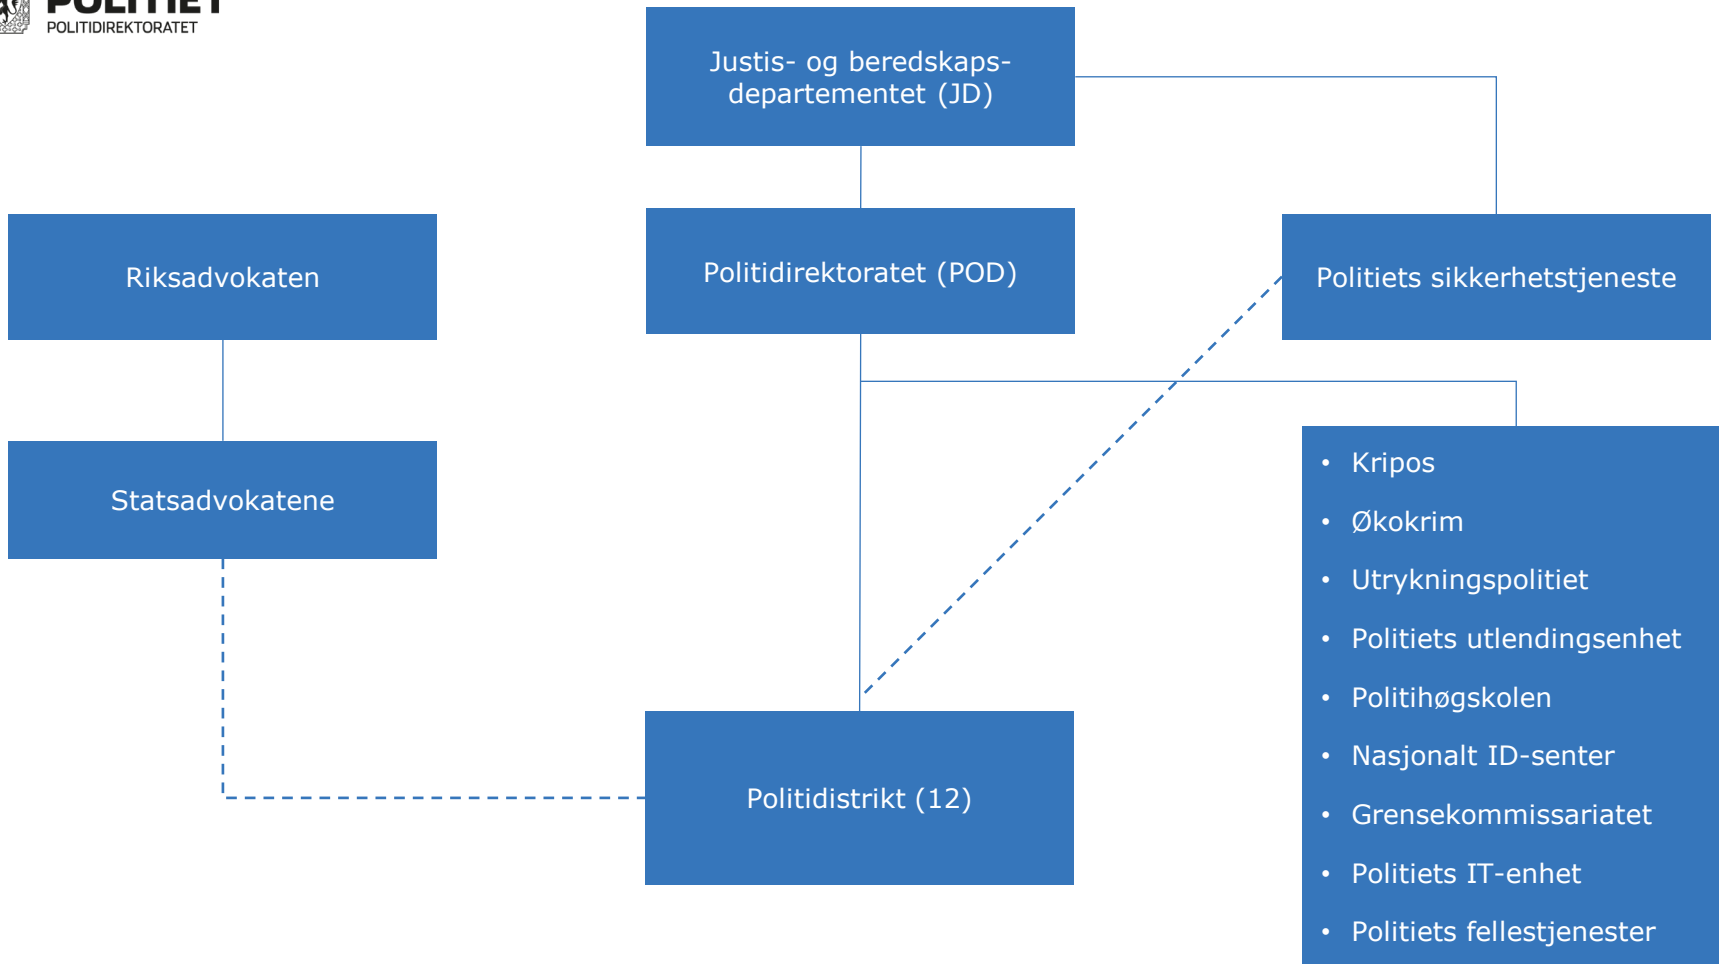 POLITIET
POLITIDIREKTORATET
Justis- og beredskaps-
departementet (JD)
Riksadvokaten
Politidirektoratet (POD)
Politiets sikkerhetstjeneste
Statsadvokatene
• Kripos
• Økokrim
• Utrykningspolitiet
• Politiets utlendingsenhet
• Politihøgskolen
• Nasjonalt ID-senter
• Grensekommissariatet
• Politiets IT-enhet
• Politiets fellestjenester
Politidistrikt (12)